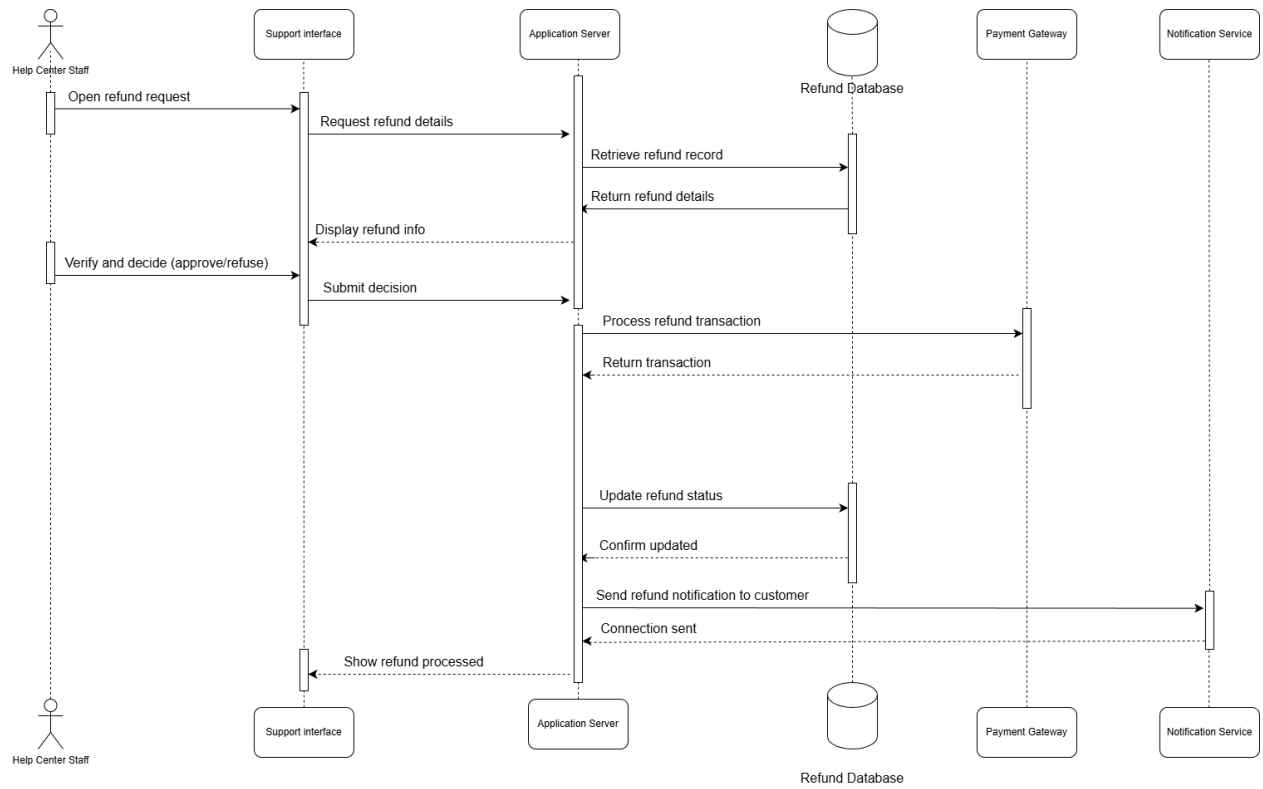 Support interface
Application Server
Payment Gateway
Notification Service
Help Center Staff
Refund Database
Open refund request
Request refund details
Retrieve refund record
Return refund details
Display refund info
Verify and decide (approve/refuse)
Submit decision
Process refund transaction
Return transaction
Update refund status
Confirm updated
Send refund notification to customer
Connection sent
Show refund processed
Support interface
Application Server
Payment Gateway
Notification Service
Help Center Staff
Refund Database